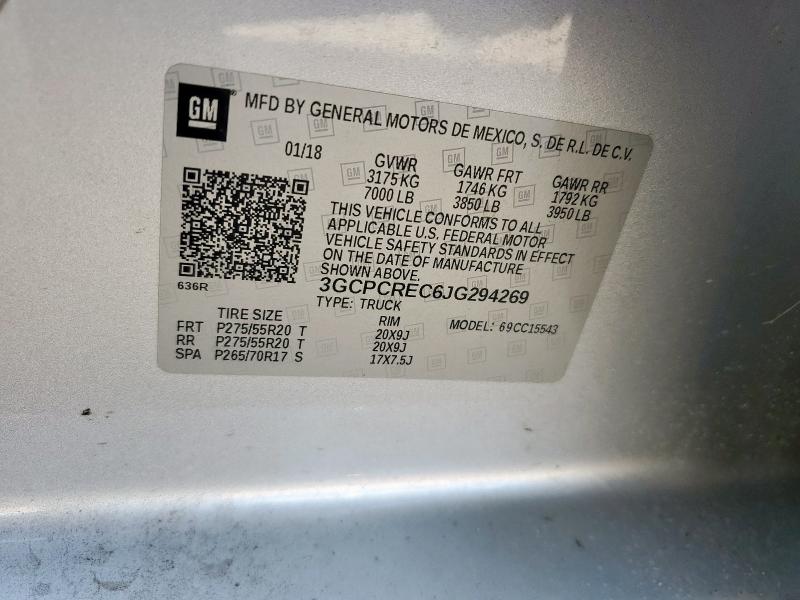 GM
MFD BY GENERAL MOTORS DE MEXICO, S. DE R.L. DE C.V.
01/18
GVWR GAWR FRT GAWR RR
3175 KG 1746 KG 1792 KG
7000 LB 3850 LB 3950 LB
THIS VEHICLE CONFORMS TO ALL
APPLICABLE U.S. FEDERAL MOTOR
VEHICLE SAFETY STANDARDS IN EFFECT
ON THE DATE OF MANUFACTURE
SHOWN ABOVE.
636R
3GCPCREC6JG294269
TYPE: TRUCK
MODEL: 69CC15543
TIRE SIZE RIM
FRT P275/55R20 T 20X9J
RR P275/55R20 T 20X9J
SPA P265/70R17 S 17X7.5J